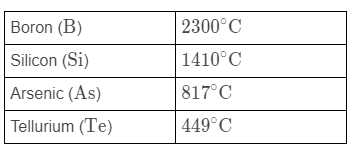 Boron (B) 2300°C
Silicon (Si) 1410°C
Arsenic (As) 817°C
Tellurium (Te) 449°C